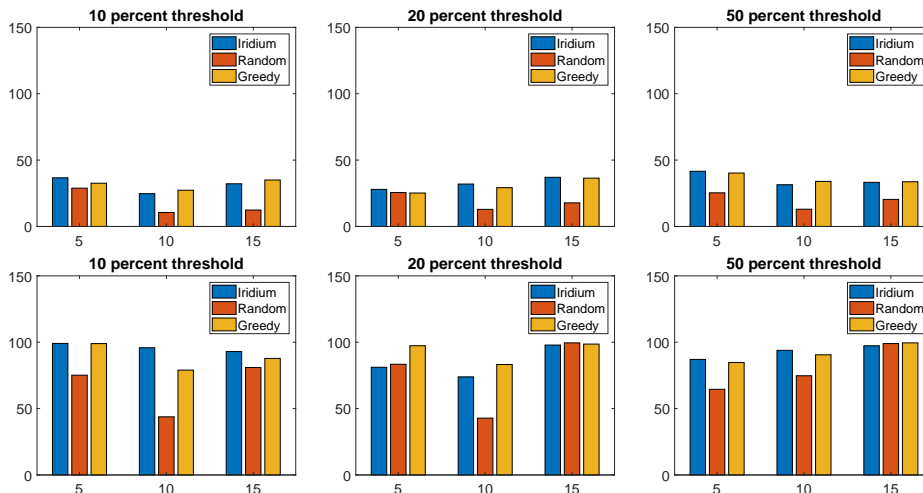 10 percent threshold
150
100
50
0
5
10
15
Iridium
Random
Greedy
20 percent threshold
150
100
50
0
5
10
15
Iridium
Random
Greedy
50 percent threshold
150
100
50
0
5
10
15
Iridium
Random
Greedy
10 percent threshold
150
100
50
0
5
10
15
Iridium
Random
Greedy
20 percent threshold
150
100
50
0
5
10
15
Iridium
Random
Greedy
50 percent threshold
150
100
50
0
5
10
15
Iridium
Random
Greedy